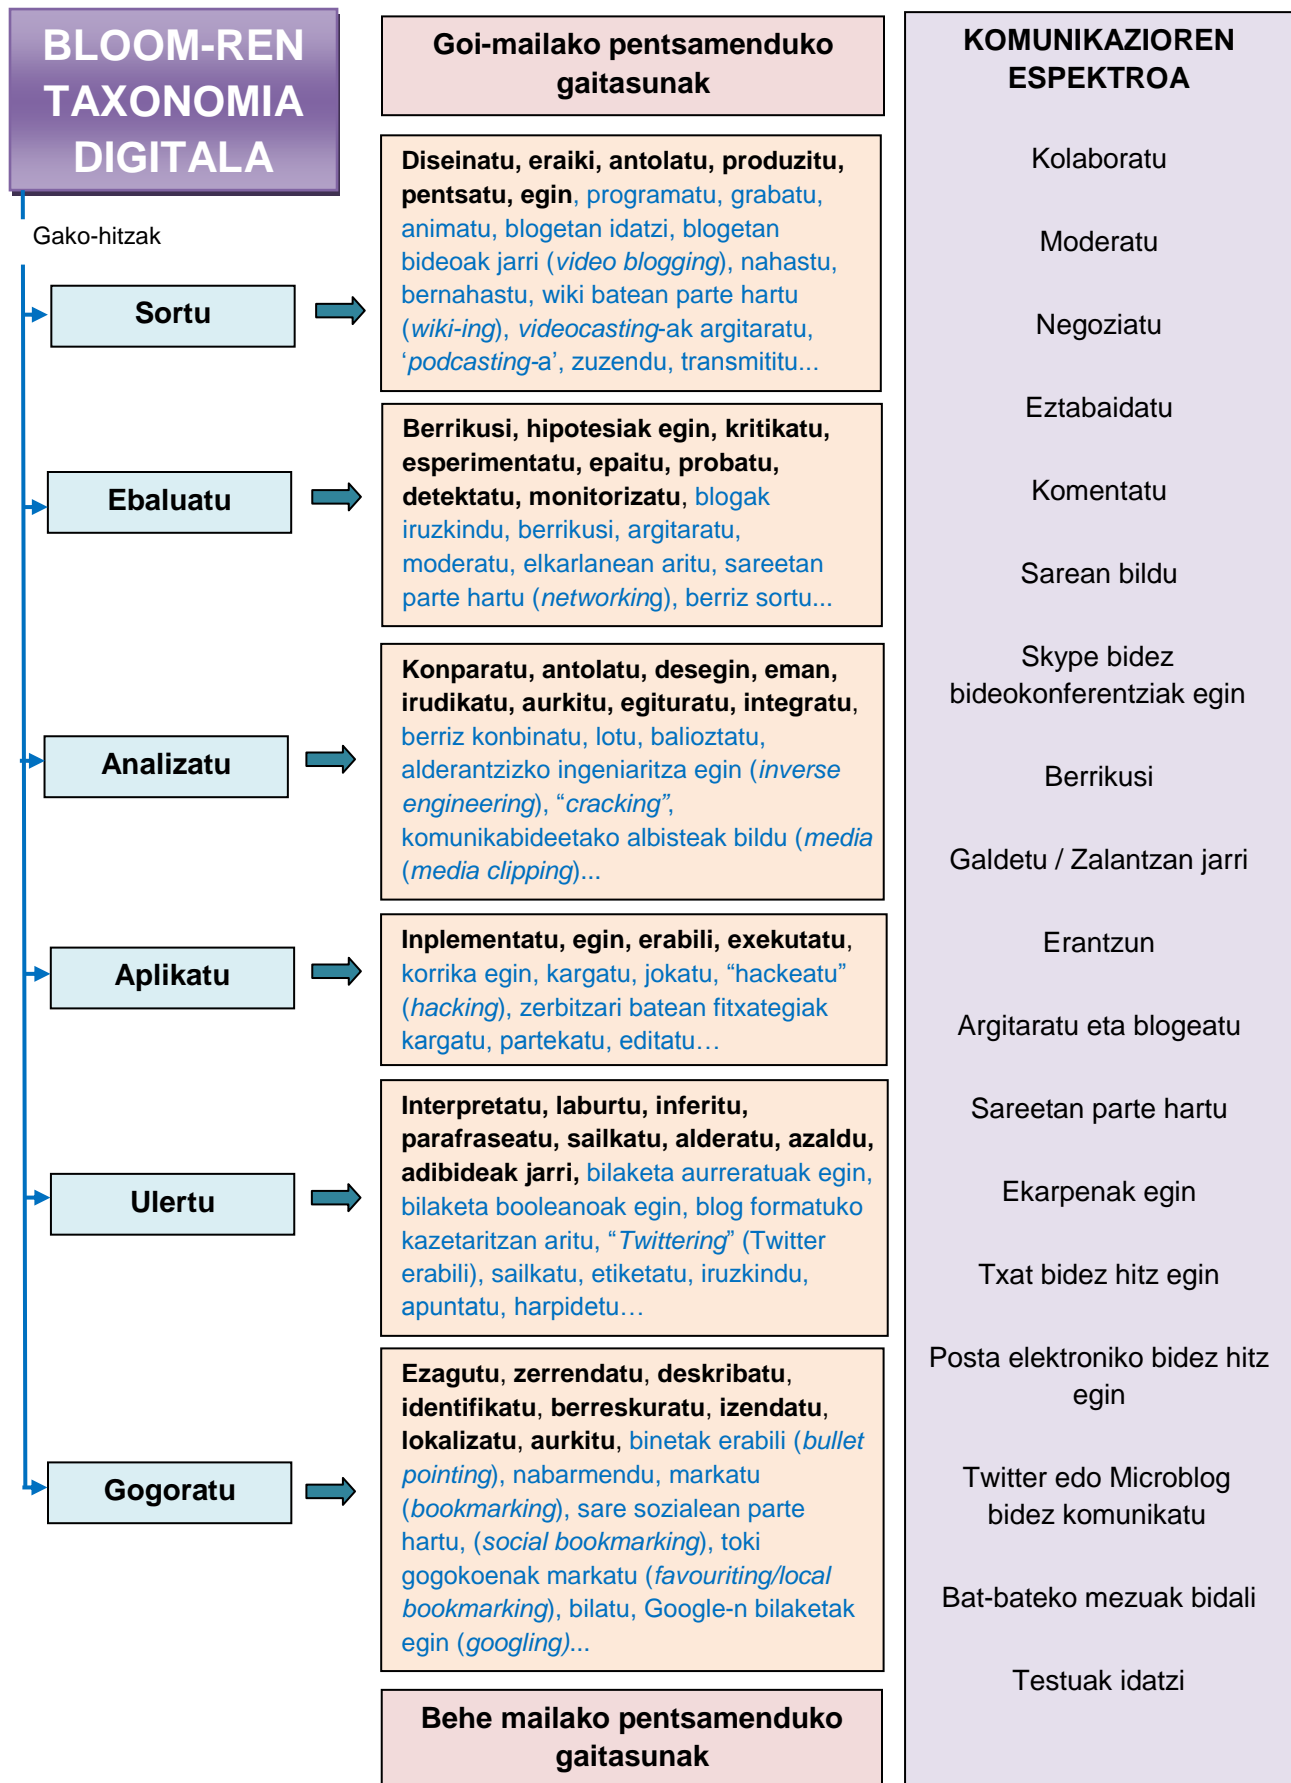 BLOOM-REN
TAXONOMIA
DIGITALA
Gako-hitzak
Goi-mailako pentsamenduko
gaitasunak
Sortu
Diseinatu, eraiki, antolatu, produzitu,
pentsatu, egin, programatu, grabatu,
animatu, blogetan idatzi, blogetan
bideoak jarri (video blogging), nahastu,
bernahastu, wiki batean parte hartu
(wiki-ing), videocasting-ak argitaratu,
‘podcasting-a’, zuzendu, transmititu...
Ebaluatu
Berrikusi, hipotesiak egin, kritikatu,
esperimentatu, epaitu, probatu,
detektatu, monitorizatu, blogak
iruzkindu, berrikusi, argitaratu,
moderatu, elkarlanean aritu, sareetan
parte hartu (networking), berriz sortu...
Analizatu
Konparatu, antolatu, desegin, eman,
irudikatu, aurkitu, egituratu, integratu,
berriz konbinatu, lotu, balioztatu,
alderantzizko ingeniaritza egin (inverse
engineering), “cracking”,
komunikabideetako albisteak bildu (media
(media clipping)...
Aplikatu
Inplementatu, egin, erabili, exekutatu,
korrika egin, kargatu, jokatu, “hackeatu”
(hacking), zerbitzari batean fitxategiak
kargatu, partekatu, editatu…
Ulertu
Interpretatu, laburtu, inferitu,
parafraseatu, sailkatu, alderatu, azaldu,
adibideak jarri, bilaketa aurreratuak egin,
bilaketa booleanoak egin, blog formatuko
kazetaritzan aritu, “Twittering” (Twitter
erabili), sailkatu, etiketatu, iruzkindu,
apuntatu, harpidetu…
Gogoratu
Ezagutu, zerrendatu, deskribatu,
identifikatu, berreskuratu, izendatu,
lokalizatu, aurkitu, binetak erabili (bullet
pointing), nabarmendu, markatu
(bookmarking), sare sozialean parte
hartu, (social bookmarking), toki
gogokoenak markatu (favouriting/local
bookmarking), bilatu, Google-n bilaketak
egin (googling)...
Behe mailako pentsamenduko
gaitasunak
KOMUNIKAZIOREN
ESPEKTROA
Kolaboratu
Moderatu
Negoziatu
Eztabaidatu
Komentatu
Sarean bildu
Skype bidez
bideokonferentziak egin
Berrikusi
Galdetu / Zalantzan jarri
Erantzun
Argitaratu eta blogeatu
Sareetan parte hartu
Ekarpenak egin
Txat bidez hitz egin
Posta elektroniko bidez hitz
egin
Twitter edo Microblog
bidez komunikatu
Bat-bateko mezuak bidali
Testuak idatzi